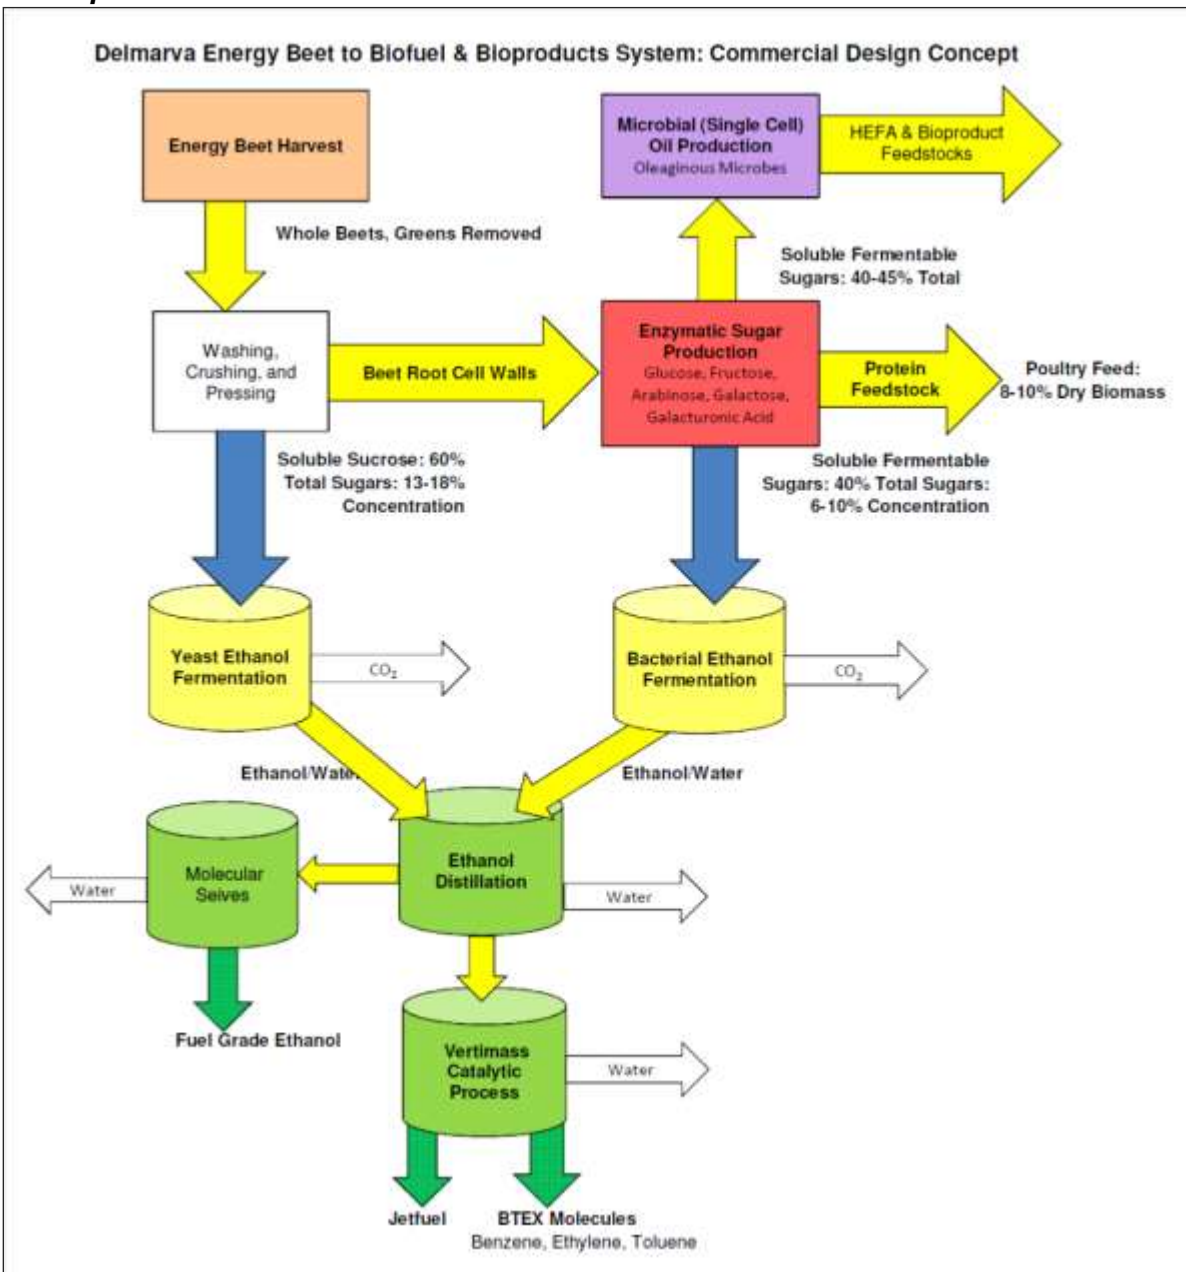 Delmarva Energy Beet to Biofuel & Bioproducts System: Commercial Design Concept
Energy Beet Harvest
Microbial (Single Cell)
Oil Production
Oleaginous Microbes
HEFA & Bioproduct
Feedstocks
Whole Beets, Greens Removed
Soluble Fermentable
Sugars: 40-45% Total
Washing,
Crushing, and
Pressing
Beet Root Cell Walls
Enzymatic Sugar
Production
Glucose, Fructose,
Arabinose, Galactose,
Galacturonic Acid
Protein
Feedstock
Poultry Feed:
8-10% Dry Biomass
Soluble Sucrose: 60%
Total Sugars: 13-18%
Concentration
Soluble Fermentable
Sugars: 40% Total Sugars:
6-10% Concentration
Yeast Ethanol
Fermentation
CO₂
Bacterial Ethanol
Fermentation
CO₂
Ethanol/Water
Ethanol/Water
Molecular
Seives
Water
Ethanol
Distillation
Water
Fuel Grade Ethanol
Vertimass
Catalytic
Process
Water
Jetfuel
BTEX Molecules
Benzene, Ethylene, Toluene